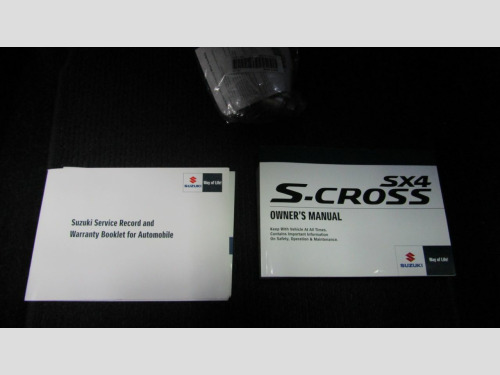 SUZUKI Way of Life!
Suzuki Service Record and
Warranty Booklet for Automobile
SX4
S-CROSS
OWNER'S MANUAL
Keep With Vehicle At All Times.
Contains Important Information
On Safety, Operation & Maintenance.
SUZUKI Way of Life!